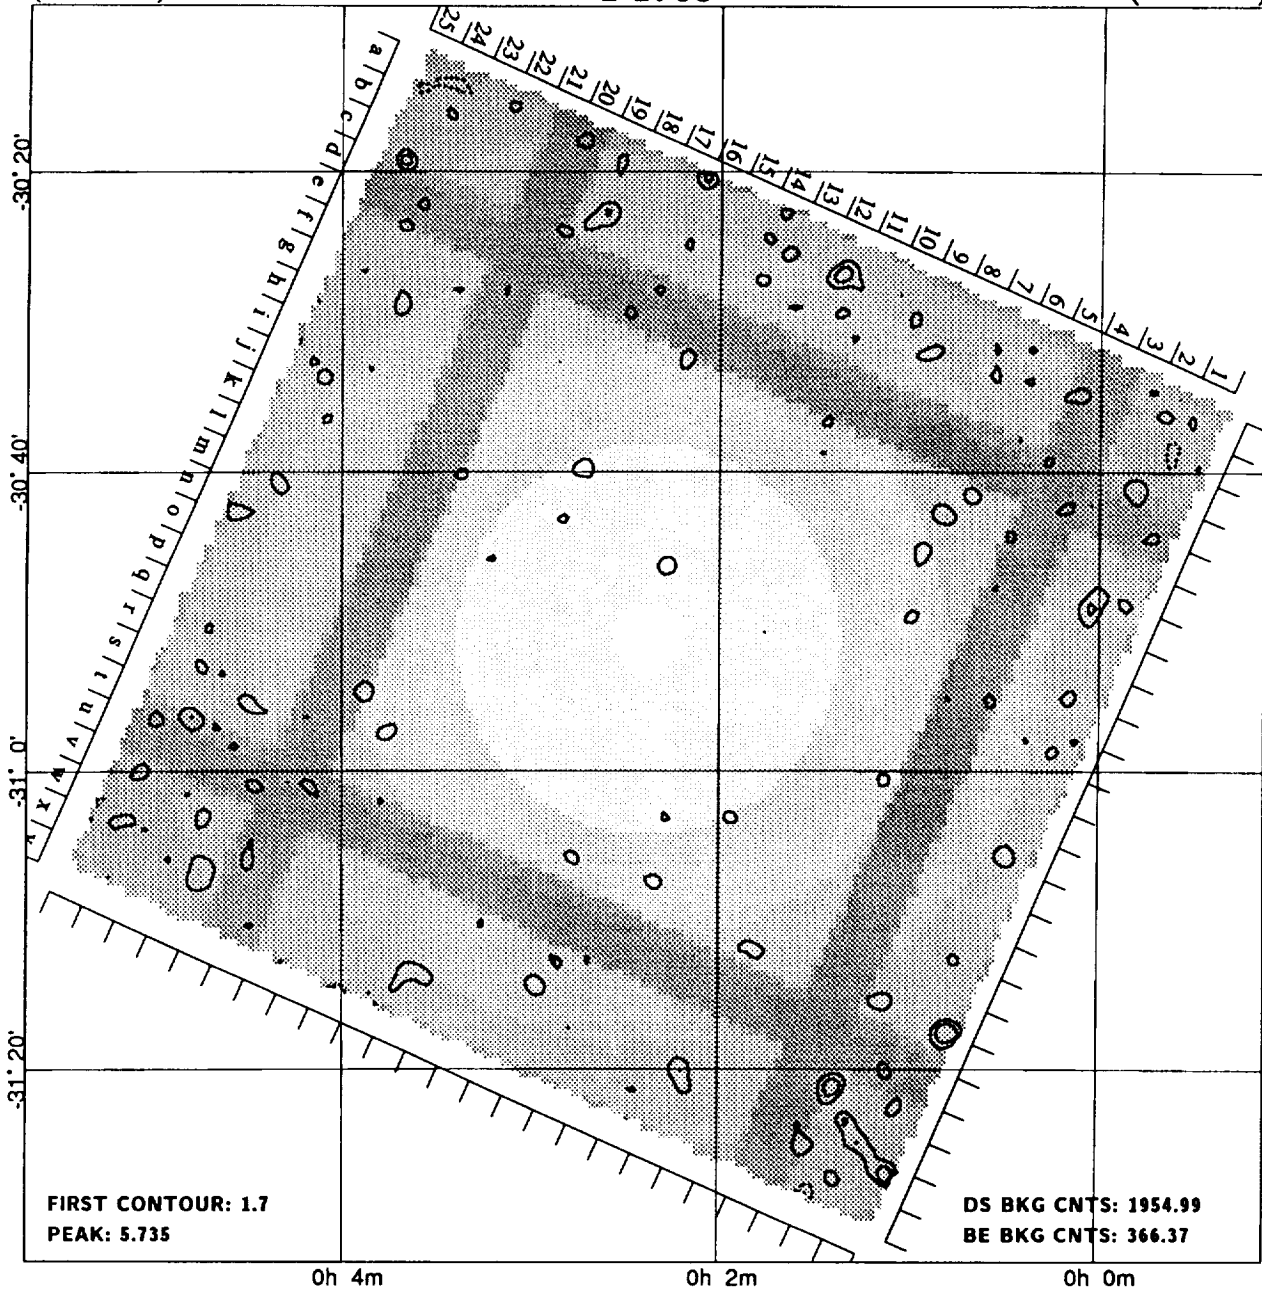 25 24 23 22 21 20 19 18 17 16 15 14 13 12 11 10 9 8 7 6 5 4 3 2 1
a b c d e f g h i j k l m n o p q r s t u v w x
-30° 20'
-30° 40'
-31° 0'
-31° 20'
FIRST CONTOUR: 1.7
PEAK: 5.735
DS BKG CNTS: 1954.99
BE BKG CNTS: 366.37
0h 4m 0h 2m 0h 0m